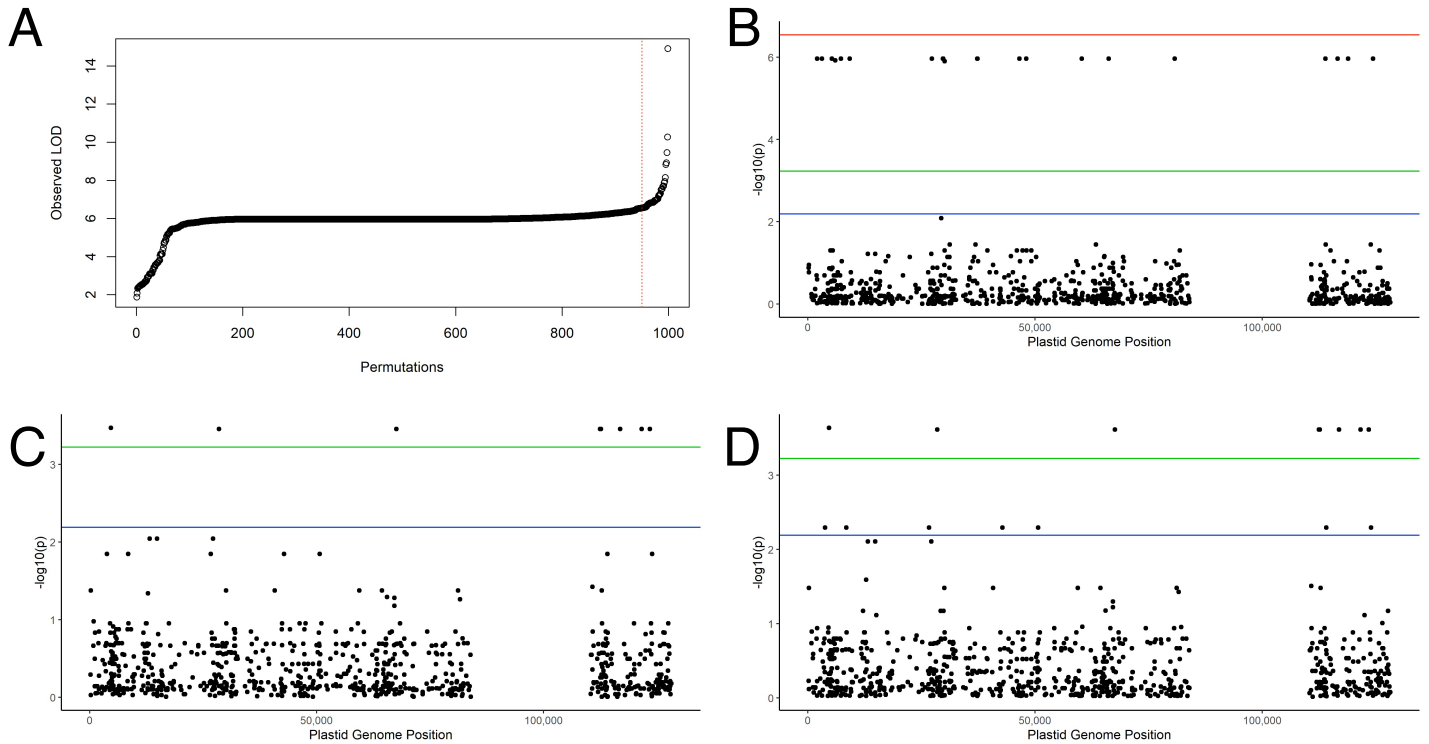 A
14
12
10
8
6
4
2
Observed LOD
0 200 400 600 800 1000
Permutations
B
6
4
2
0
-log10(p)
0 50,000 100,000
Plastid Genome Position
C
3
2
1
0
-log10(p)
0 50,000 100,000
Plastid Genome Position
D
3
2
1
0
-log10(p)
0 50,000 100,000
Plastid Genome Position